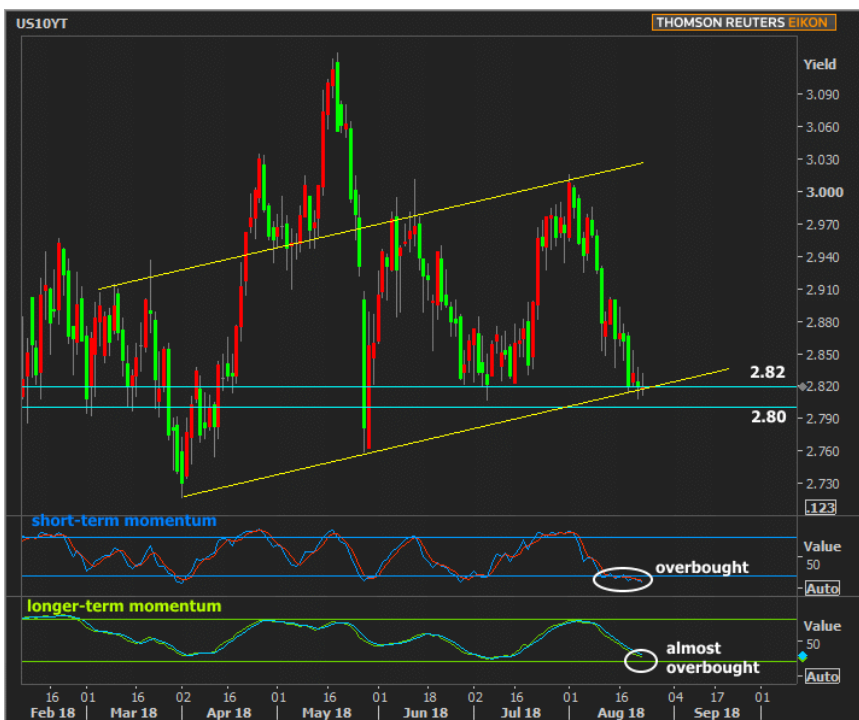 US10YT
THOMSON REUTERS EIKON
Yield
3.090
3.060
3.030
3.000
2.970
2.940
2.910
2.880
2.850
2.82
2.820
2.80
2.790
2.760
2.730
.123
short-term momentum
Value
overbought
50
Auto
longer-term momentum
Value
almost
50
overbought
Auto
16 01 16 02 16 01 16 01 18 02 16 01 16 04 17 01
Feb 18 Mar 18 Apr 18 May 18 Jun 18 Jul 18 Aug 18 Sep 18